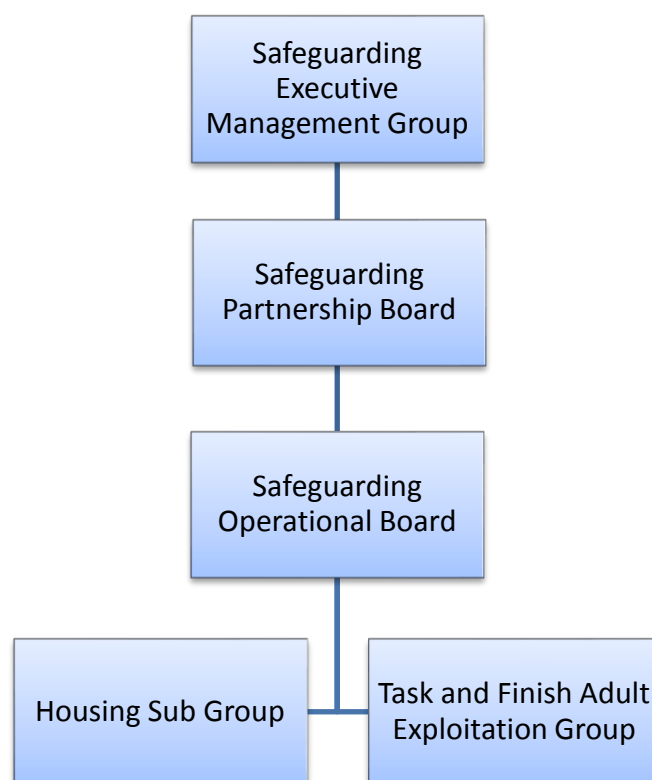 Safeguarding
Executive
Management Group
Safeguarding
Partnership Board
Safeguarding
Operational Board
Housing Sub Group
Task and Finish Adult
Exploitation Group